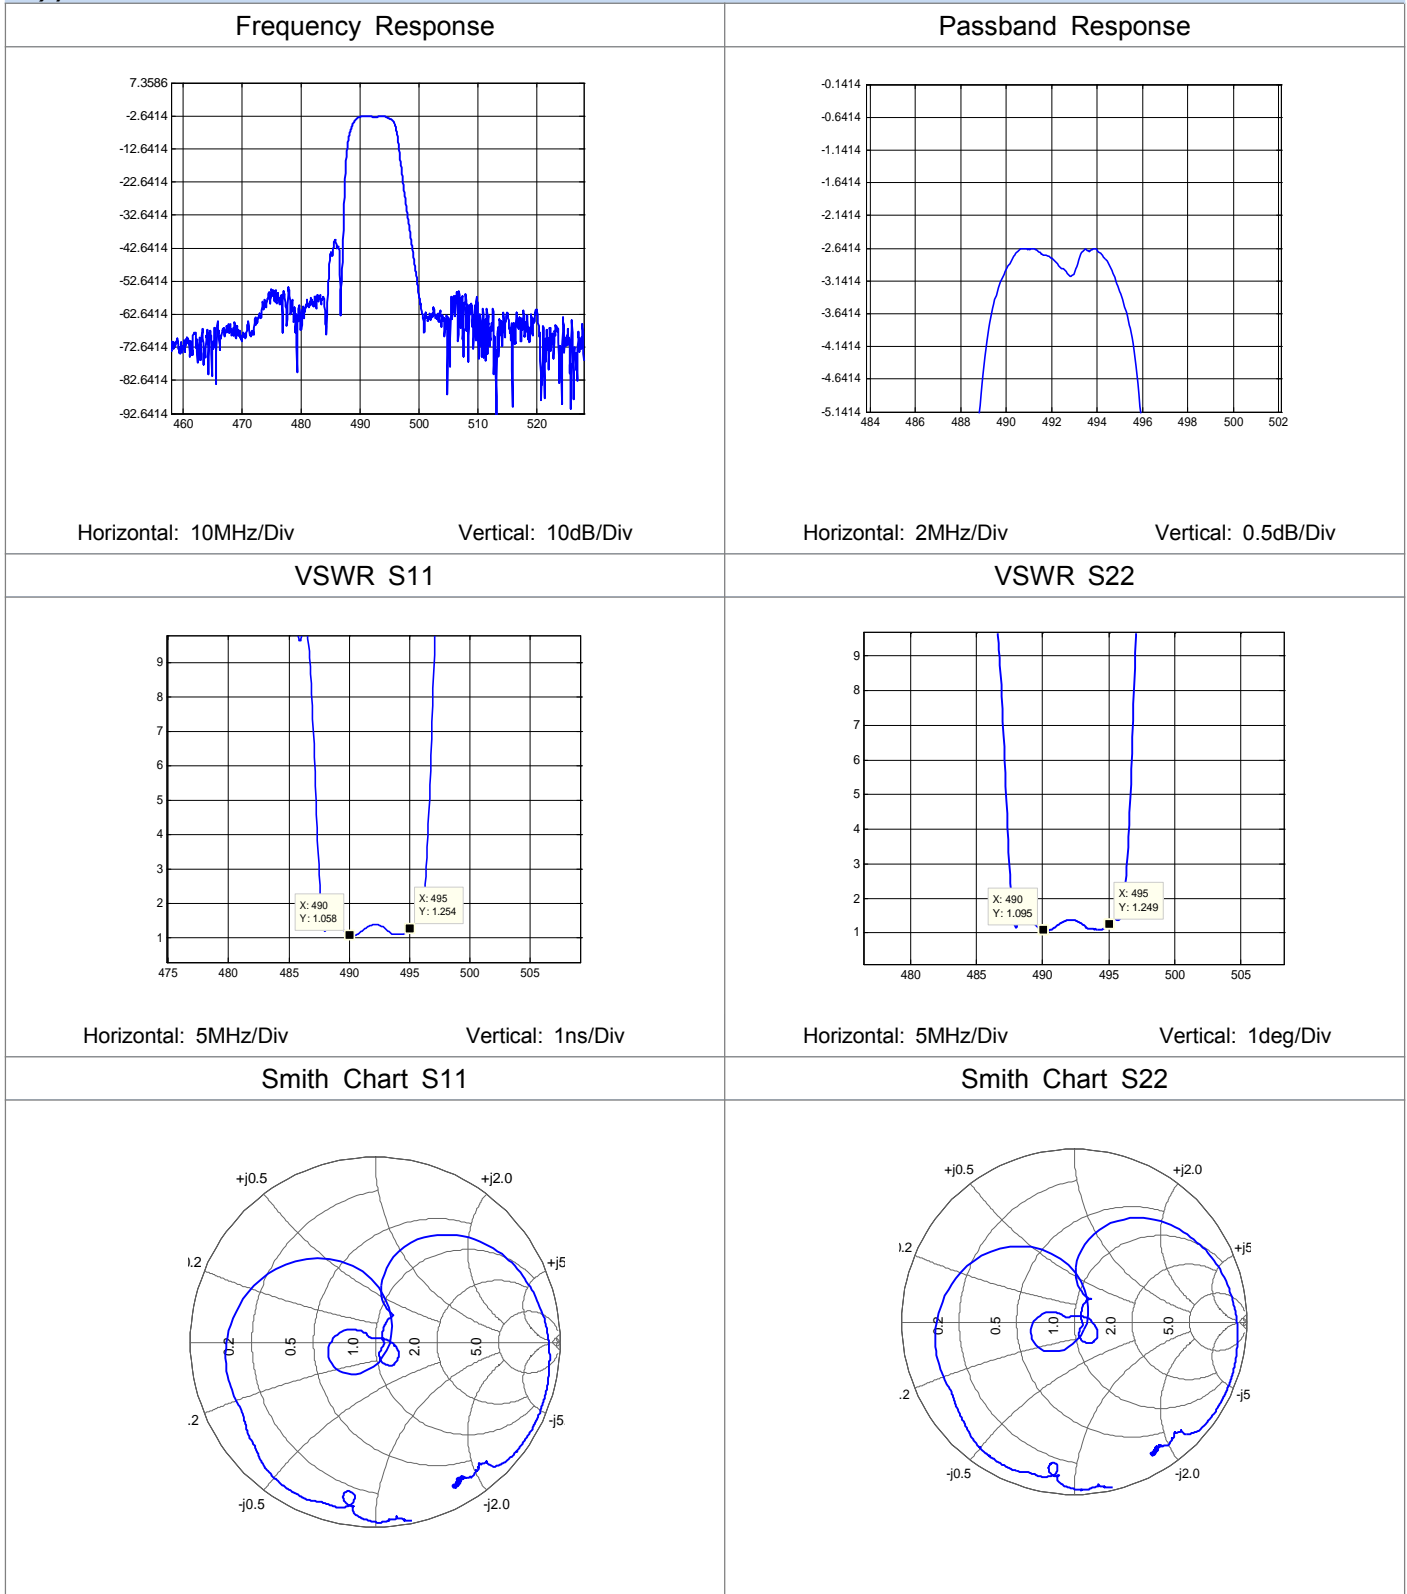 Frequency Response
Passband Response
7.3586
-2.6414
-12.6414
-22.6414
-32.6414
-42.6414
-52.6414
-62.6414
-72.6414
-82.6414
-92.6414
460 470 480 490 500 510 520
-0.1414
-0.6414
-1.1414
-1.6414
-2.1414
-2.6414
-3.1414
-3.6414
-4.1414
-4.6414
-5.1414
484 486 488 490 492 494 496 498 500 502
Horizontal: 10MHz/Div Vertical: 10dB/Div
Horizontal: 2MHz/Div Vertical: 0.5dB/Div
VSWR S11
VSWR S22
9
8
7
6
5
4
3
2
1
X: 490
Y: 1.058
X: 495
Y: 1.254
475 480 485 490 495 500 505
9
8
7
6
5
4
3
2
1
X: 490
Y: 1.095
X: 495
Y: 1.249
480 485 490 495 500 505
Horizontal: 5MHz/Div Vertical: 1ns/Div
Horizontal: 5MHz/Div Vertical: 1deg/Div
Smith Chart S11
Smith Chart S22
+j0.5 +j2.0
).2 +j5
0.2 0.5 1.0 2.0 5.0
.2 -j5.
-j0.5 -j2.0
+j0.5 +j2.0
).2 +j5
0.2 0.5 1.0 2.0 5.0
.2 -j5
-j0.5 -j2.0